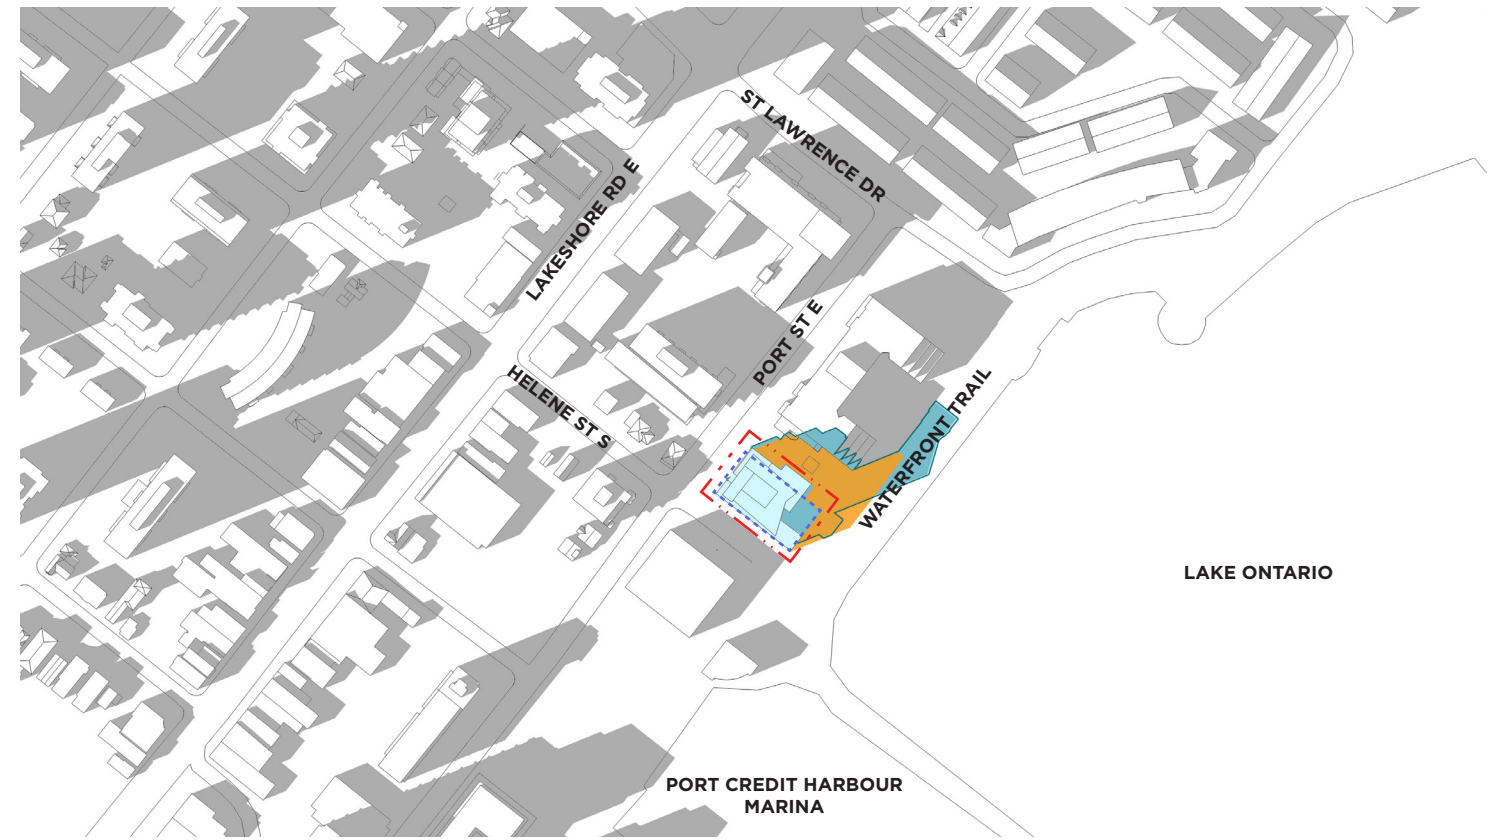 ST LAWRENCE DR
LAKESHORE RD E
PORT ST E
HELENE ST S
WATERFRONT TRAIL
LAKE ONTARIO
PORT CREDIT HARBOUR
MARINA